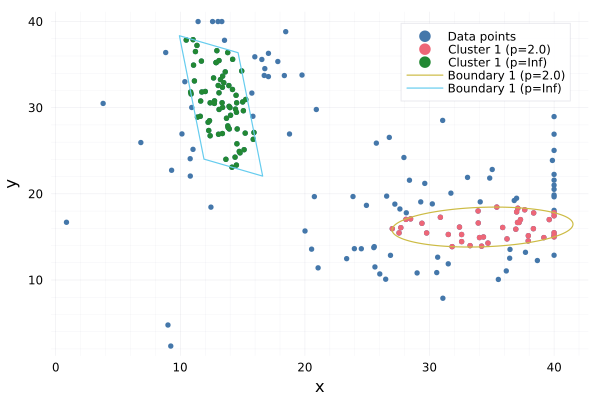 40
30
20
10
y
Data points
Cluster 1 (p=2.0)
Cluster 1 (p=Inf)
Boundary 1 (p=2.0)
Boundary 1 (p=Inf)
0
10
20
30
40
x